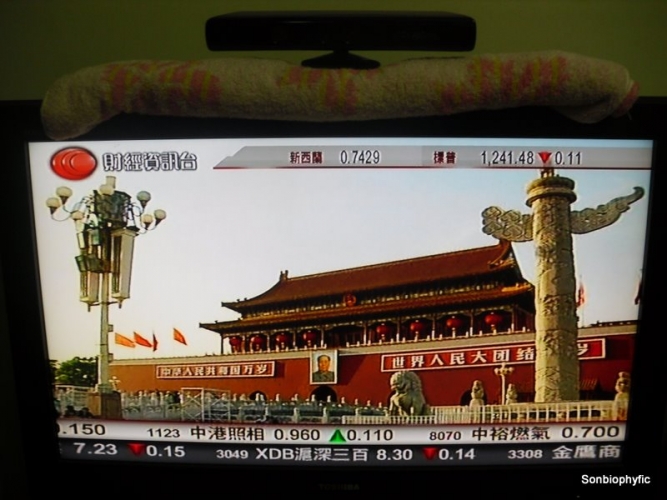 財經資訊台 新西蘭 0.7429 標普 1,241.48 ▼ 0.11
中华人民共和国万岁
世界人民大团结万岁
.150 1123 中港照相 0.960 ▲ 0.110 8070 中裕燃氣 0.700
7.23 ▼ 0.15 3049 XDB滬深三百 8.30 ▼ 0.14 3308 金鷹商
Sonbiophyfic